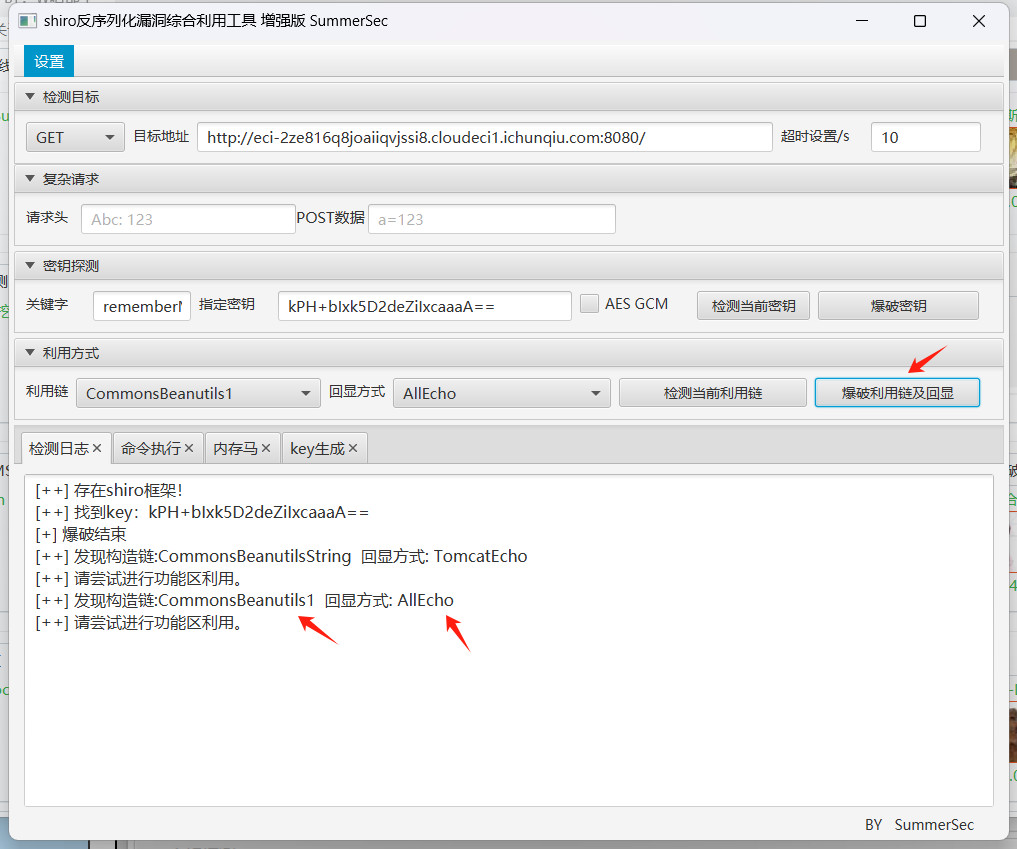 shiro反序列化漏洞综合利用工具 增强版 SummerSec
设置
检测目标
GET 目标地址 http://eci-2ze816q8joaiiqvjssi8.cloudeci1.ichunqiu.com:8080/ 超时设置/s 10
复杂请求
请求头 Abc: 123 POST数据 a=123
密钥探测
关键字 指定密钥 kPH+bIxk5D2deZiIxcaaaA== AES GCM 检测当前密钥 爆破密钥
利用方式
利用链 CommonsBeanutils1 回显方式 AllEcho 检测当前利用链 爆破利用链及回显
检测日志 命令执行 内存马 key生成
[++] 存在shiro框架！
[++] 找到key：kPH+bIxk5D2deZiIxcaaaA==
[+] 爆破结束
[++] 发现构造链:CommonsBeanutilsString 回显方式: TomcatEcho
[++] 请尝试进行功能区利用。
[++] 发现构造链:CommonsBeanutils1 回显方式: AllEcho
[++] 请尝试进行功能区利用。
BY SummerSec